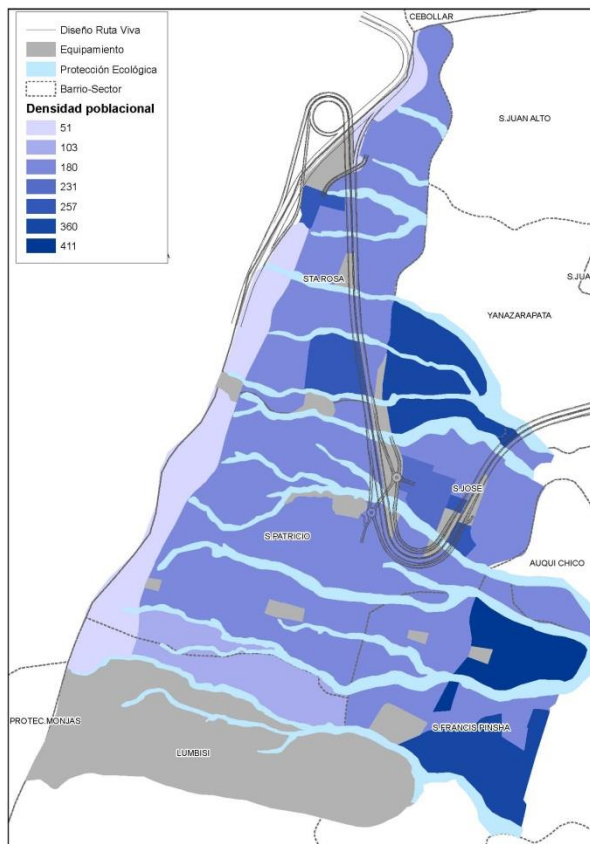 Diseño Ruta Viva
Equipamiento
Protección Ecológica
Barrio-Sector
Densidad poblacional
51
103
180
231
257
360
411
CEBOLLAR
S.JUAN ALTO
S.JUA
STA.ROSA
YANAZARAPATA
S.JOSE
S.PATRICIO
AUQUI CHICO
PROTEC.MONJAS
LUMBISI
S.FRANCIS PINSHA